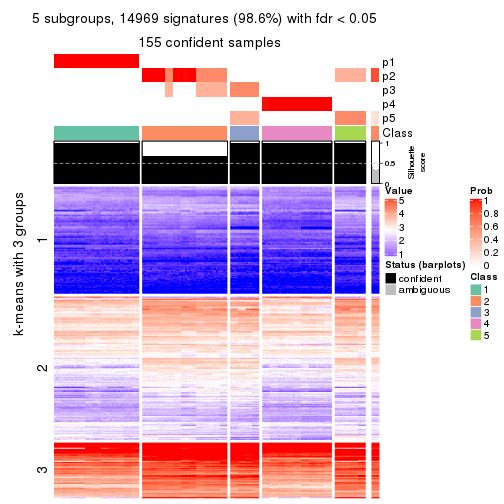 5 subgroups, 14969 signatures (98.6%) with fdr < 0.05
155 confident samples
p1
p2
p3
p4
p5
Class
1
0.5
0
Silhouette
score
k-means with 3 groups
1
2
3
Value
5
4
3
2
1
Status (barplots)
confident
ambiguous
Prob
1
0.8
0.6
0.4
0.2
0
Class
1
2
3
4
5